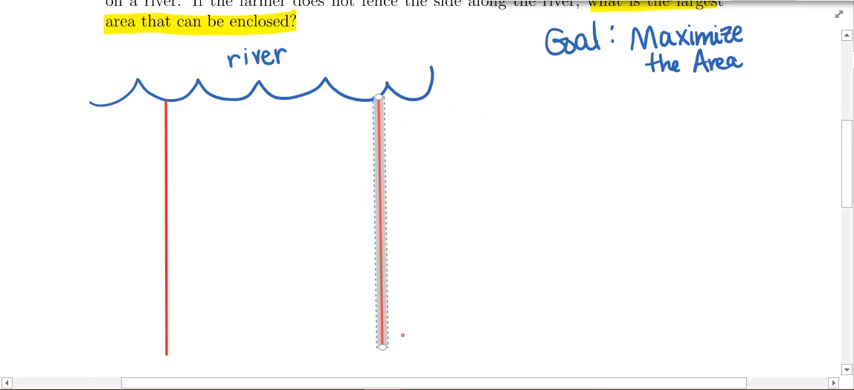 on a river. If the farmer does not fence the side along the river, what is the largest
area that can be enclosed?
Goal: Maximize
the Area
river